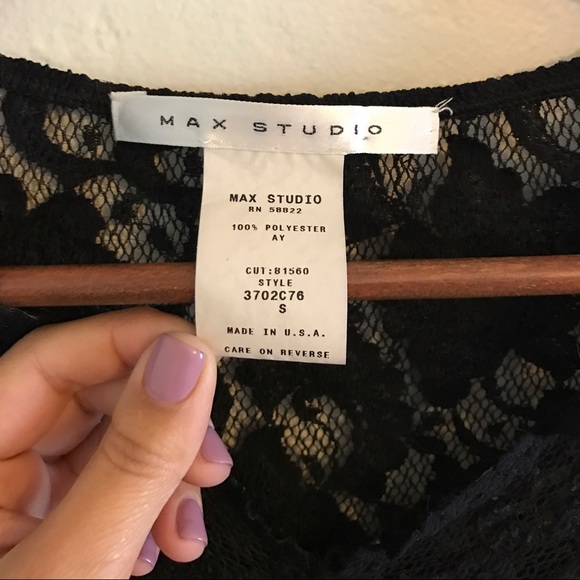 MAX STUDIO
MAX STUDIO
RN 58822
100% POLYESTER
AY
CUT:81560
STYLE
3702C76
S
MADE IN U.S.A.
CARE ON REVERSE